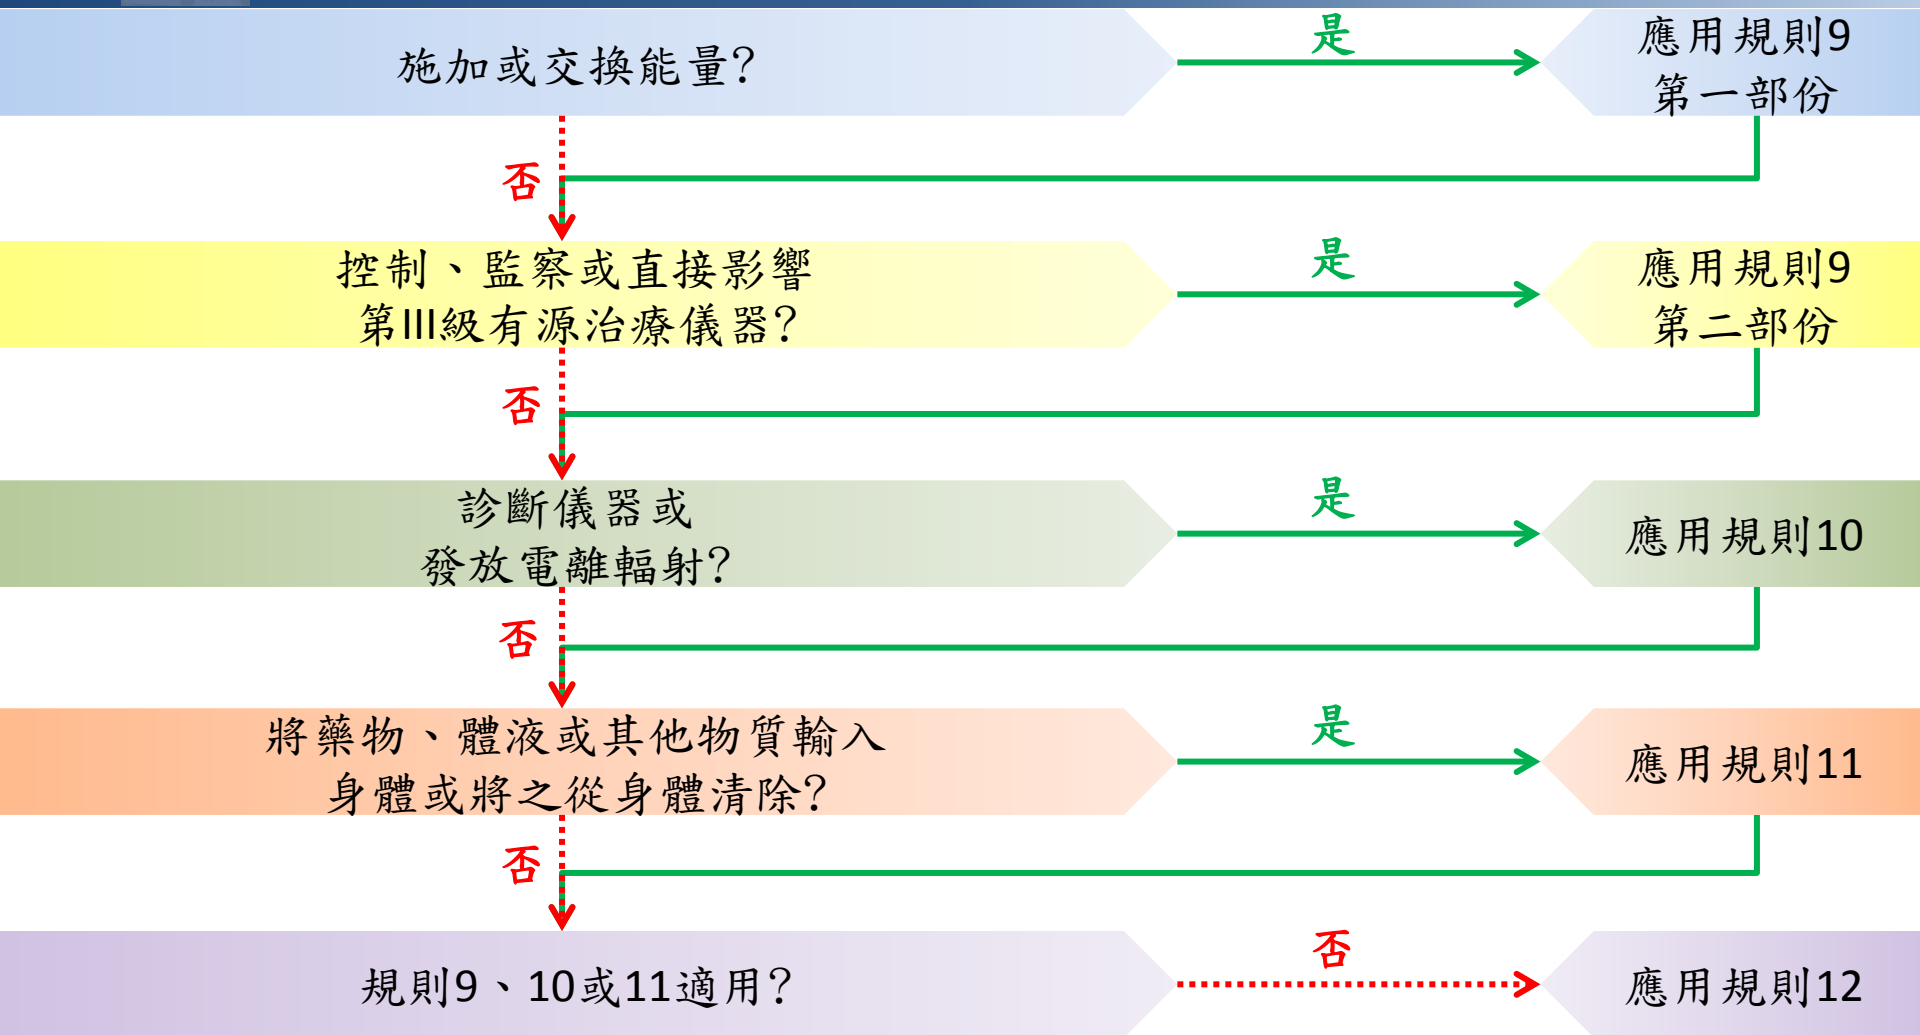 施加或交換能量?
是
應用規則9
第一部份
否
控制、監察或直接影響
第III級有源治療儀器?
是
應用規則9
第二部份
否
診斷儀器或
發放電離輻射?
是
應用規則10
否
將藥物、體液或其他物質輸入
身體或將之從身體清除?
是
應用規則11
否
規則9、10或11適用?
否
應用規則12